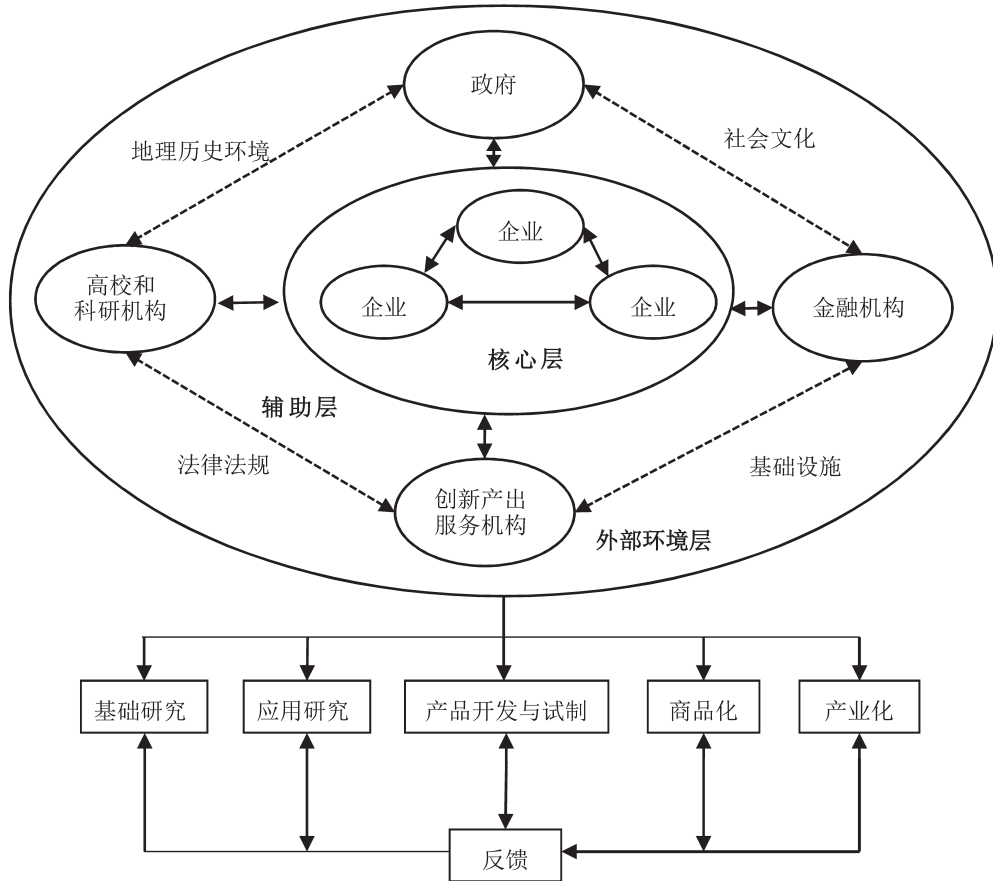 政府
地理历史环境
社会文化
企业
高校和
科研机构
企业
企业
金融机构
核心层
辅助层
法律法规
基础设施
创新产出
服务机构
外部环境层
基础研究
应用研究
产品开发与试制
商品化
产业化
反馈